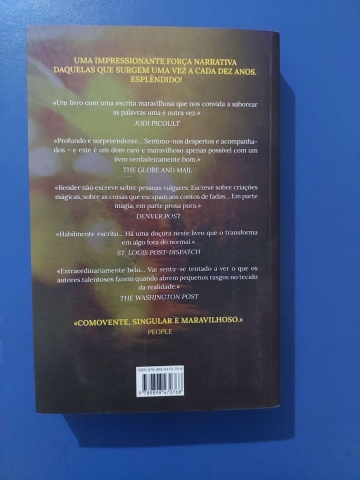 UMA IMPRESSIONANTE FORÇA NARRATIVA
DAQUELAS QUE SURGEM UMA VEZ A CADA DEZ ANOS.
ESPLÊNDIDO!
«Um livro com uma escrita maravilhosa que nos convida a saborear
as palavras uma e outra vez.»
JODI PICOULT
«Profundo e surpreendente... Sentimo-nos despertos e acompanha-
dos – e este é um dom raro e maravilhoso apenas possível com um
livro verdadeiramente bom.»
THE GLOBE AND MAIL
«Bender não escreve sobre pessoas vulgares. Escreve sobre criações
mágicas, sobre as coisas que escapam aos contos de fadas... Em parte
magia, em parte prosa pura.»
DENVER POST
«Habilmente escrito... Há uma doçura neste livro que o transforma
em algo fora do normal.»
ST. LOUIS POST-DISPATCH
«Extraordinariamente belo... Vai sentir-se tentado a ver o que os
autores talentosos fazem quando abrem pequenos rasgos no tecido
da realidade.»
THE WASHINGTON POST
«COMOVENTE, SINGULAR E MARAVILHOSO.»
PEOPLE
9 789898 470768